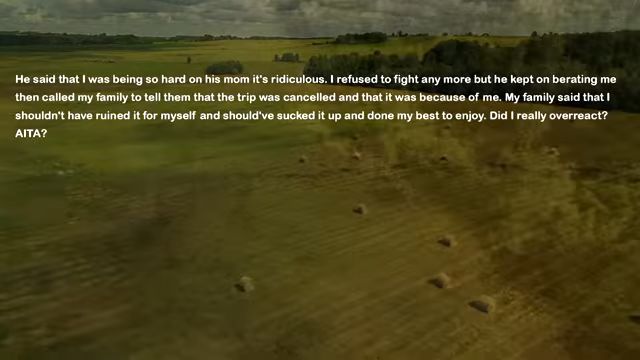 He said that I was being so hard on his mom it's ridiculous. I refused to fight any more but he kept on berating me
then called my family to tell them that the trip was cancelled and that it was because of me. My family said that I
shouldn't have ruined it for myself and should've sucked it up and done my best to enjoy. Did I really overreact?
AITA?